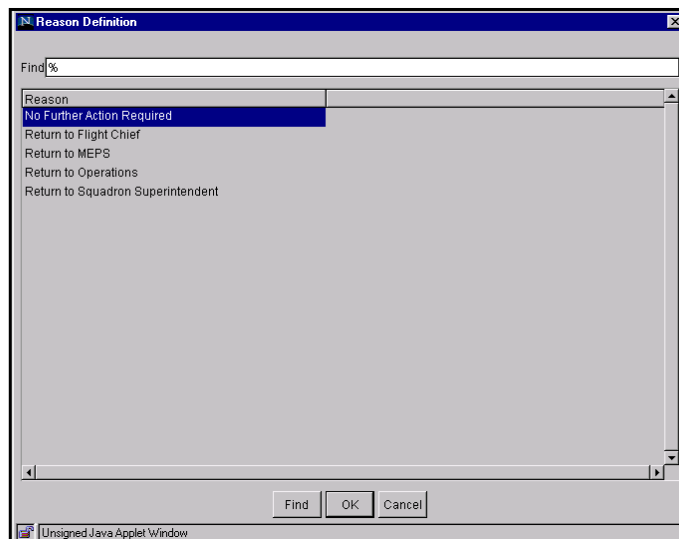 N Reason Definition
Find %
Reason
No Further Action Required
Return to Flight Chief
Return to MEPS
Return to Operations
Return to Squadron Superintendent
Find OK Cancel
Unsigned Java Applet Window